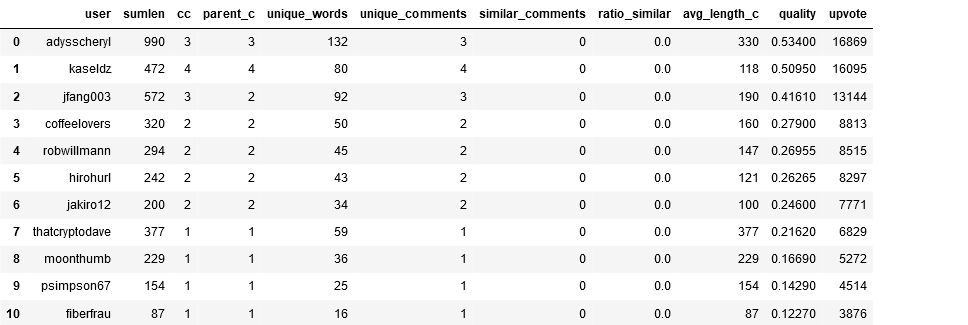 user sumlen cc parent_c unique_words unique_comments similar_comments ratio_similar avg_length_c quality upvote
0 adysscheryl 990 3 3 132 3 0 0.0 330 0.53400 16869
1 kaseldz 472 4 4 80 4 0 0.0 118 0.50950 16095
2 jfang003 572 3 2 92 3 0 0.0 190 0.41610 13144
3 coffeelovers 320 2 2 50 2 0 0.0 160 0.27900 8813
4 robwillmann 294 2 2 45 2 0 0.0 147 0.26955 8515
5 hirohurl 242 2 2 43 2 0 0.0 121 0.26265 8297
6 jakiro12 200 2 2 34 2 0 0.0 100 0.24600 7771
7 thatcryptodave 377 1 1 59 1 0 0.0 377 0.21620 6829
8 moonthumb 229 1 1 36 1 0 0.0 229 0.16690 5272
9 psimpson67 154 1 1 25 1 0 0.0 154 0.14290 4514
10 fiberfrau 87 1 1 16 1 0 0.0 87 0.12270 3876